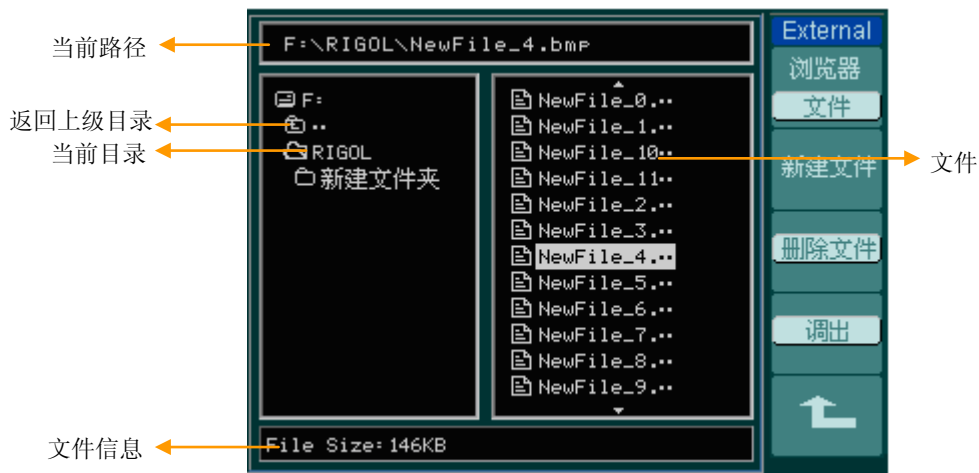 当前路径
F:\RIGOL\NewFile_4.bmp
返回上级目录
当前目录
F:
..
RIGOL
新建文件夹
NewFile_0.··
NewFile_1.··
NewFile_10··
NewFile_11··
NewFile_2.··
NewFile_3.··
NewFile_4.··
NewFile_5.··
NewFile_6.··
NewFile_7.··
NewFile_8.··
NewFile_9.··
文件
文件信息
File Size: 146KB
External
浏览器
文件
新建文件
册除文件
调出